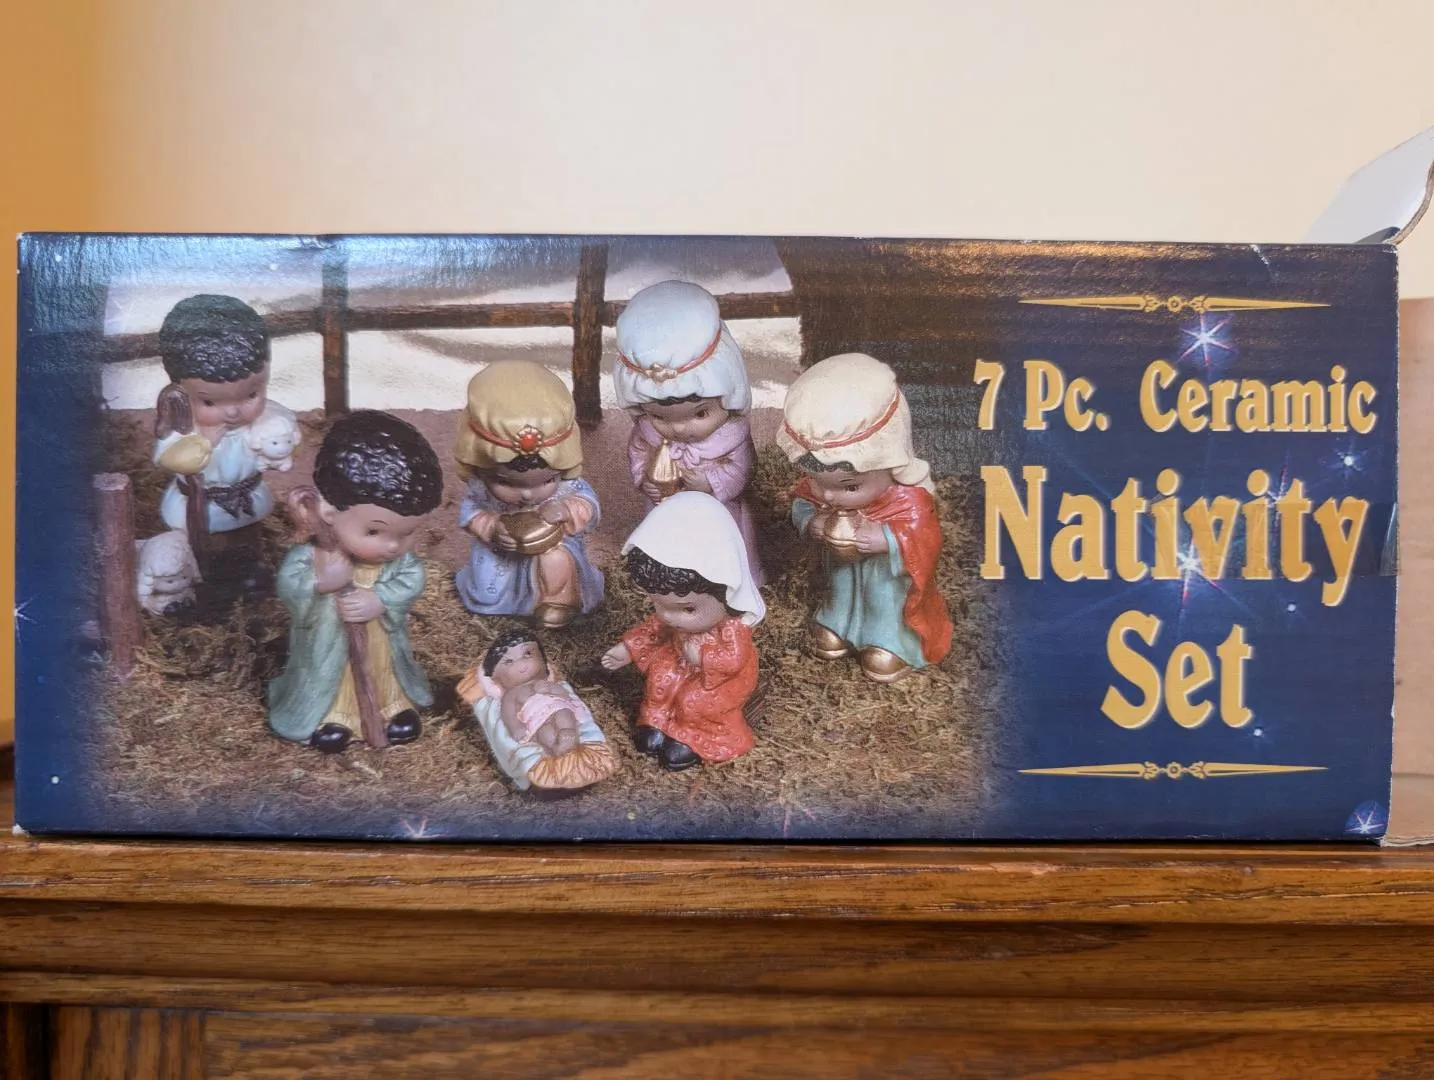 7 Pc. Ceramic
Nativity
Set